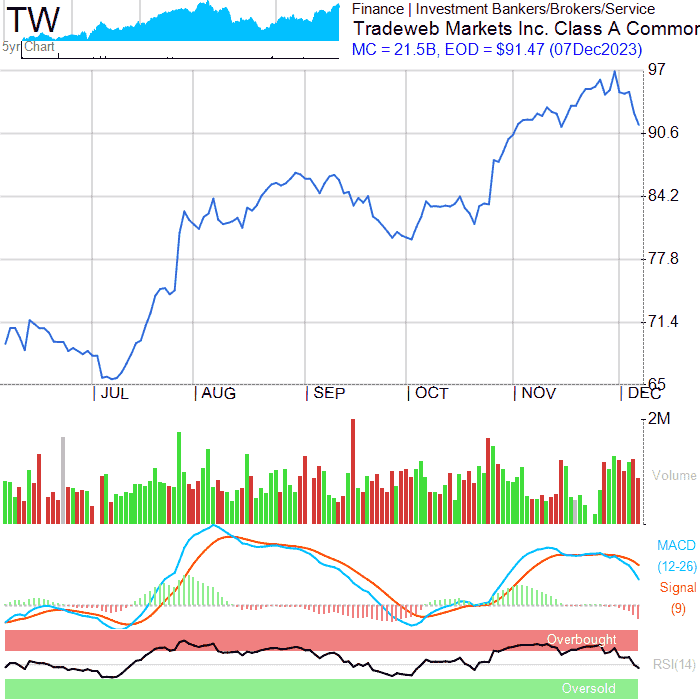 TW
5yr Chart
Finance | Investment Bankers/Brokers/Service
Tradeweb Markets Inc. Class A Common
MC = 21.5B, EOD = $91.47 (07Dec2023)
97
90.6
84.2
77.8
71.4
65
JUL
AUG
SEP
OCT
NOV
DEC
2M
Volume
MACD
(12-26)
Signal
(9)
Overbought
RSI(14)
Oversold